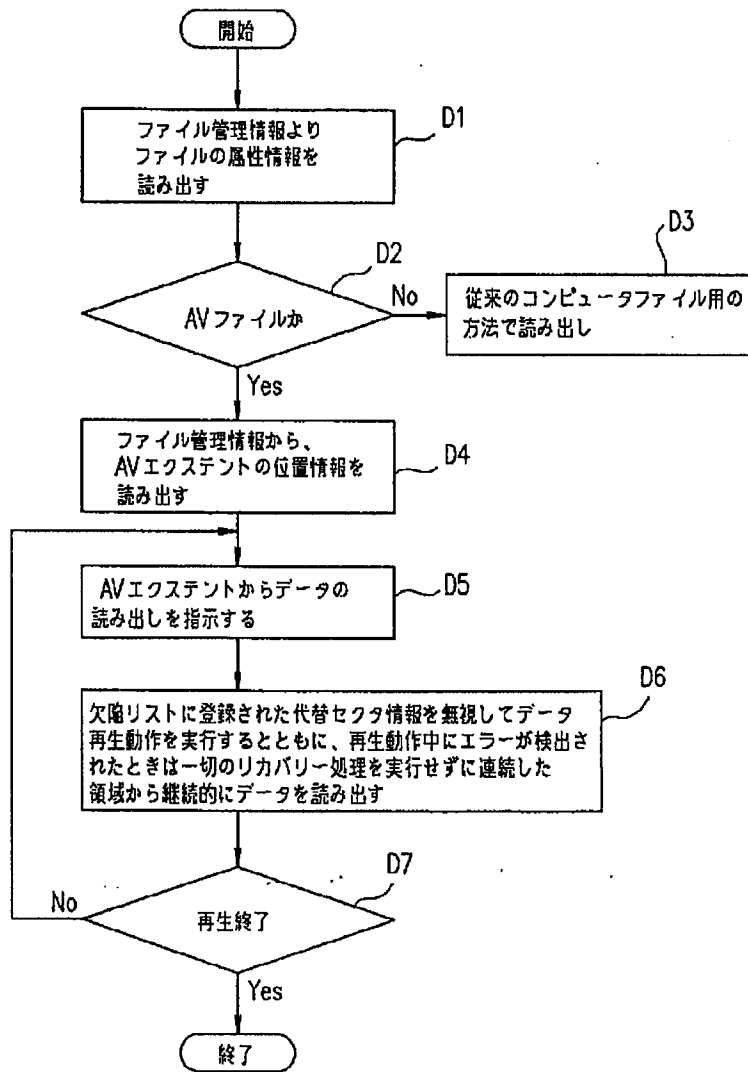 開始
D1
ファイル管理情報より
ファイルの属性情報を
読み出す
D2
AVファイルか
No
D3
従来のコンピュータファイル用の
方法で読み出し
Yes
ファイル管理情報から、
AVエクステントの位置情報を
読み出す
D4
AVエクステントからデータの
読み出しを指示する
D5
D6
欠陥リストに登録された代替セクタ情報を無視してデータ
再生動作を実行するとともに、再生動作中にエラーが検出さ
れたときは一切のリカバリー処理を実行せずに連続した
領域から継続的にデータを読み出す
D7
No
再生終了
Yes
終了